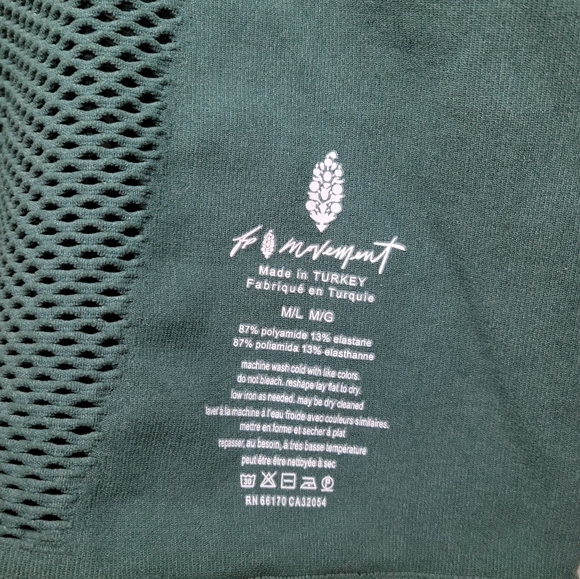 fp movement
Made in TURKEY
Fabriqué en Turquie
M/L M/G
87% polyamide 13% elastane
87% poliamida 13% elasthanne
machine wash cold with like colors.
do not bleach. reshape lay flat to dry.
low iron as needed. may be dry cleaned
laver à la machine à l'eau froide avec couleurs similaires.
mettre en forme et secher à plat
repasser, au besoin, à très basse température
peut être être nettoyée à sec
30
RN 66170 CA32054